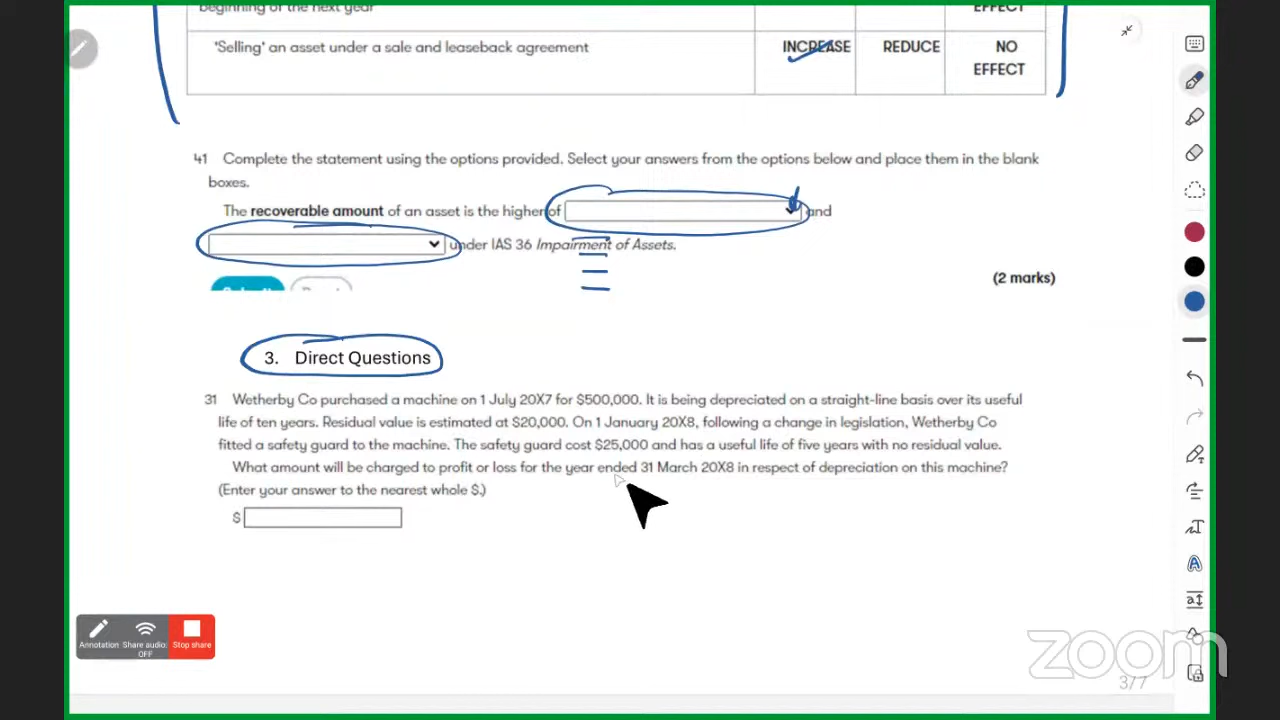 beginning of the next year EFFECT
'Selling' an asset under a sale and leaseback agreement INCREASE REDUCE NO
EFFECT
41 Complete the statement using the options provided. Select your answers from the options below and place them in the blank
boxes.
The recoverable amount of an asset is the higher of and
under IAS 36 Impairment of Assets.
(2 marks)
3. Direct Questions
31 Wetherby Co purchased a machine on 1 July 20X7 for $500,000. It is being depreciated on a straight-line basis over its useful
life of ten years. Residual value is estimated at $20,000. On 1 January 20X8, following a change in legislation, Wetherby Co
fitted a safety guard to the machine. The safety guard cost $25,000 and has a useful life of five years with no residual value.
What amount will be charged to profit or loss for the year ended 31 March 20X8 in respect of depreciation on this machine?
(Enter your answer to the nearest whole $.)
$
Annotation Share audio: OFF Stop share
zoom
3/7